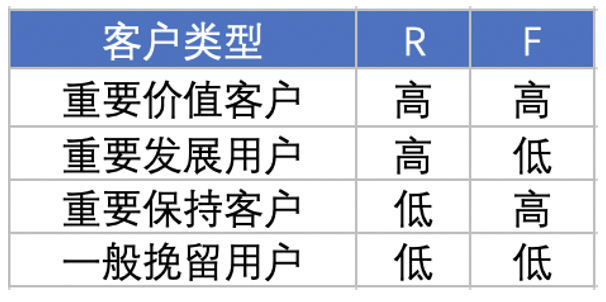 客户类型 R F
重要价值客户 高 高
重要发展用户 高 低
重要保持客户 低 高
一般挽留用户 低 低